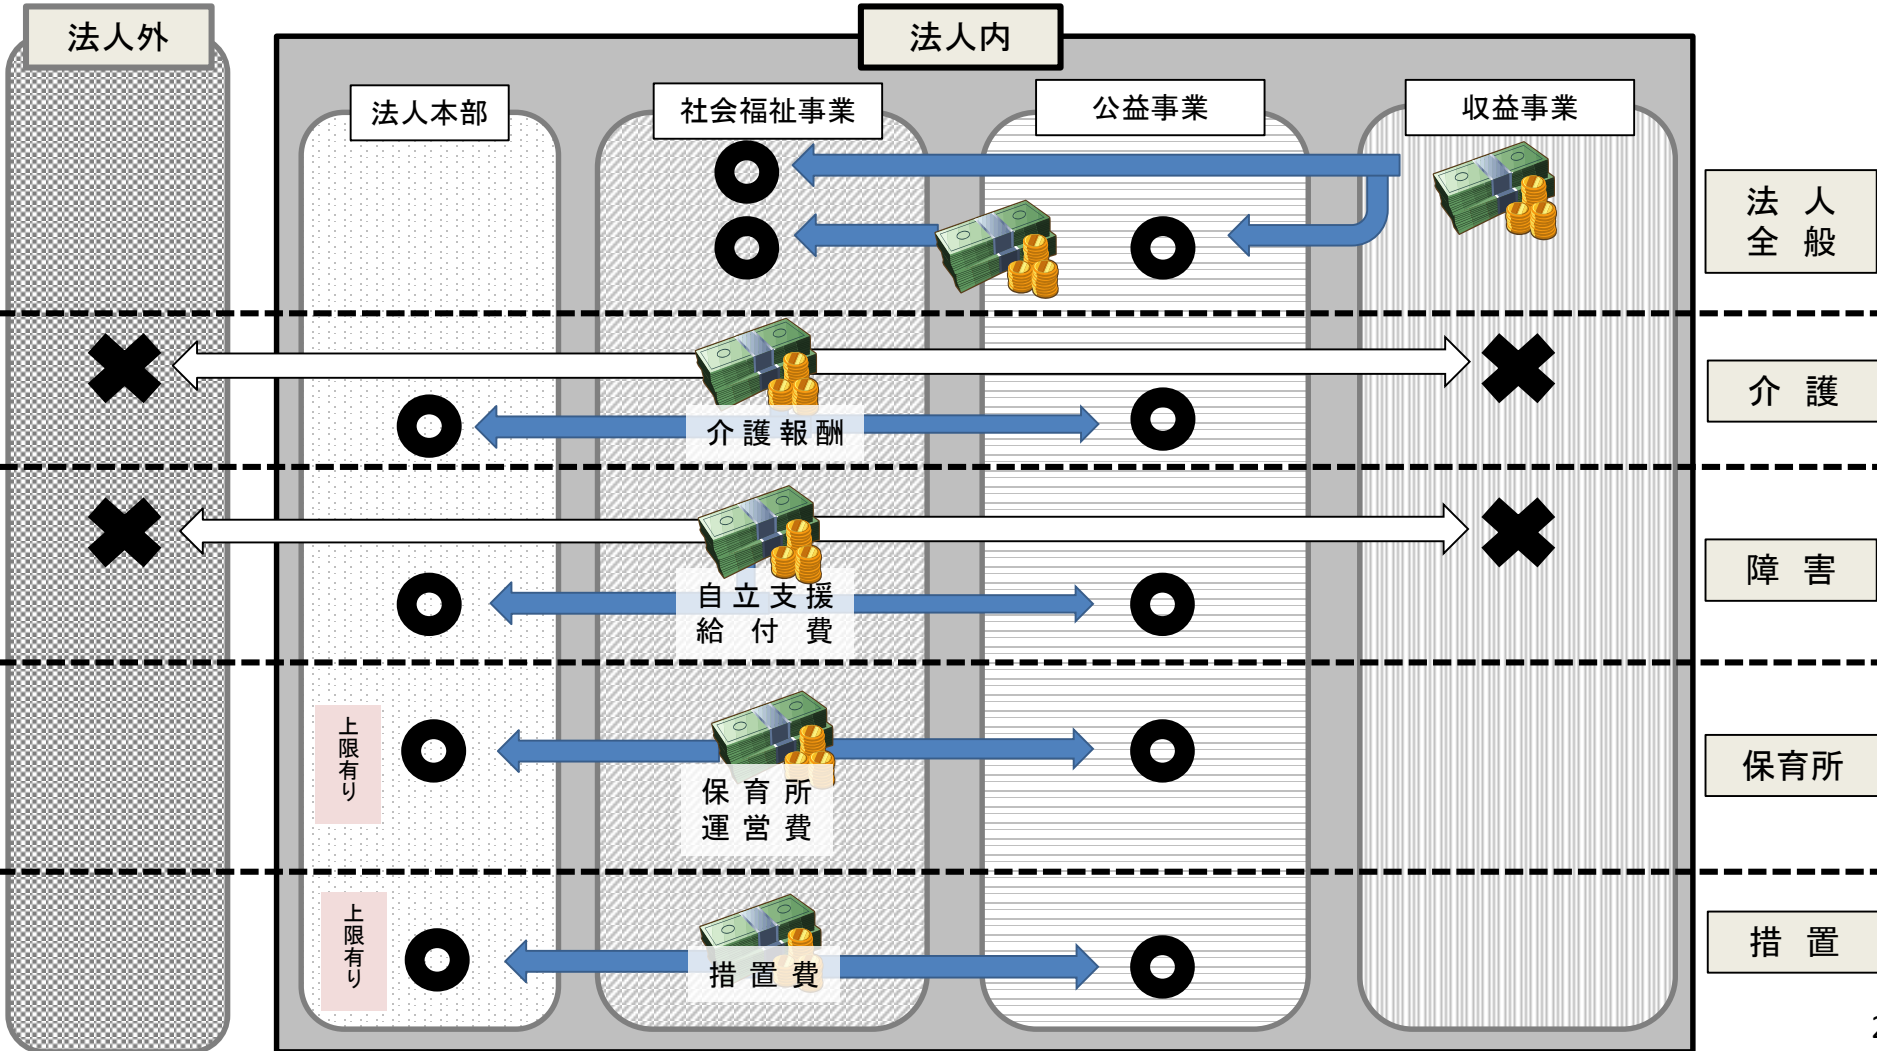 法人外
法人内
法人本部
社会福祉事業
公益事業
収益事業
法 人
全 般
介護報酬
介 護
自立支援
給 付 費
障 害
上限有り
保育所
運営費
保育所
上限有り
措置費
措 置
2